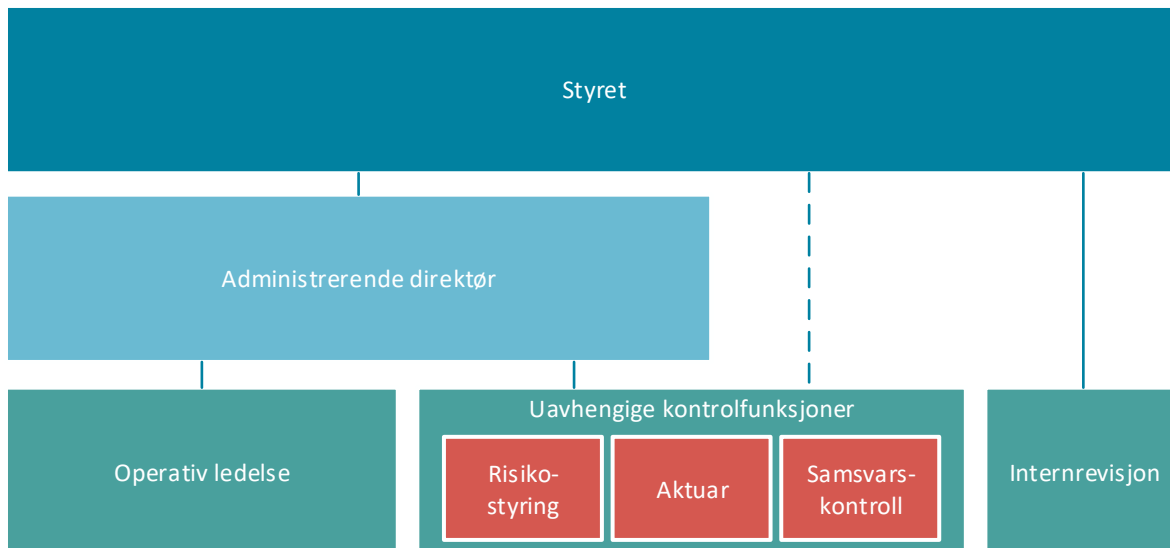 Styret
Administrerende direktør
Uavhengige kontrolfunksjoner
Operativ ledelse
Risiko-
styring
Aktuar
Samsvars-
kontroll
Internrevisjon